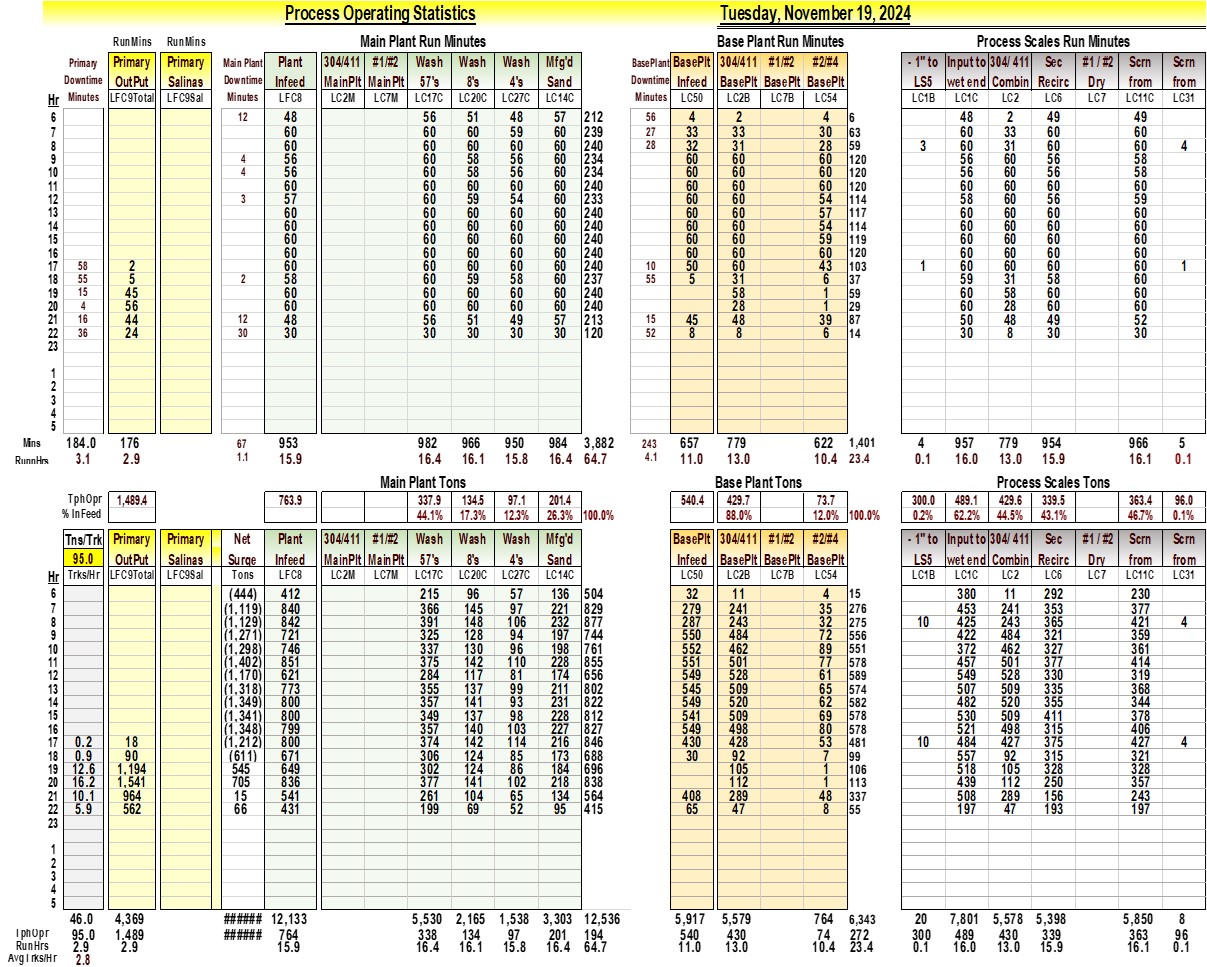 Process Operating Statistics Tuesday, November 19, 2024
RunMins RunMins Main Plant Run Minutes Base Plant Run Minutes Process Scales Run Minutes
Primary Primary Primary Main Plant Plant 304/411 #1/#2 Wash Wash Wash Mfg'd BasePlant BasePlt 304/411 #1/#2 #2/#4 - 1" to Input to 304/ 411 Sec #1 / #2 Scrn Scrn
Downtime OutPut Salinas Downtime Infeed MainPlt MainPlt 57's 8's 4's Sand Downtime Infeed BasePlt BasePlt BasePlt LS5 wet end Combin Recirc Dry from from
Hr Minutes LFC9Total LFC9Sal Minutes LFC8 LC2M LC7M LC17C LC20C LC27C LC14C Minutes LC50 LC2B LC7B LC54 LC1B LC1C LC2 LC6 LC7 LC11C LC31
6 12 48 56 51 48 57 212 56 4 2 4 6 48 2 49 49
7 60 60 60 59 60 239 27 33 33 30 63 60 33 60 60
8 60 60 60 60 60 240 28 32 31 28 59 3 60 31 60 60 4
9 4 56 60 58 56 60 234 60 60 60 120 56 60 56 58
10 4 56 60 58 56 60 234 60 60 60 120 56 60 56 58
11 60 60 60 60 60 240 60 60 60 120 60 60 60 60
12 3 57 60 59 54 60 233 60 60 54 114 58 60 56 59
13 60 60 60 60 60 240 60 60 57 117 60 60 60 60
14 60 60 60 60 60 240 60 60 54 114 60 60 60 60
15 60 60 60 60 60 240 60 60 59 119 60 60 60 60
16 60 60 60 60 60 240 60 60 60 120 60 60 60 60
17 58 2 60 60 60 60 60 240 10 50 60 43 103 1 60 60 60 60 1
18 55 5 2 58 60 59 58 60 237 55 5 31 6 37 59 31 58 59
19 15 45 60 60 60 60 60 240 58 1 59 60 58 60 60
20 4 56 60 60 60 60 60 240 28 1 29 60 28 60 60
21 16 44 12 48 56 51 49 57 213 15 45 48 39 87 50 48 49 52
22 36 24 30 30 30 30 30 30 120 52 8 8 6 14 30 8 30 30
23
1
2
3
4
5
Mins 184.0 176 67 953 982 966 950 984 3,882 243 657 779 622 1,401 4 957 779 954 966 5
RunnHrs 3.1 2.9 1.1 15.9 16.4 16.1 15.8 16.4 64.7 4.1 11.0 13.0 10.4 23.4 0.1 16.0 13.0 15.9 16.1 0.1
Main Plant Tons Base Plant Tons Process Scales Tons
TphOpr 1,489.4 763.9 337.9 134.5 97.1 201.4 540.4 429.7 73.7 300.0 489.1 429.6 339.5 363.4 96.0
% InFeed 44.1% 17.3% 12.3% 26.3% 100.0% 88.0% 12.0% 100.0% 0.2% 62.2% 44.5% 43.1% 46.7% 0.1%
Tns/Trk Primary Primary Net Plant 304/411 #1/#2 Wash Wash Wash Mfg'd BasePlt 304/411 #1/#2 #2/#4 - 1" to Input to 304/ 411 Sec #1 / #2 Scrn Scrn
95.0 OutPut Salinas Surge Infeed MainPlt MainPlt 57's 8's 4's Sand Infeed BasePlt BasePlt BasePlt LS5 wet end Combin Recirc Dry from from
Hr Trks/Hr LFC9Total LFC9Sal Tons LFC8 LC2M LC7M LC17C LC20C LC27C LC14C LC50 LC2B LC7B LC54 LC1B LC1C LC2 LC6 LC7 LC11C LC31
6 (444) 412 215 96 57 136 504 32 11 4 15 380 11 292 230
7 (1,119) 840 366 145 97 221 829 279 241 35 276 453 241 353 377
8 (1,129) 842 391 148 106 232 877 287 243 32 275 10 425 243 365 421 4
9 (1,271) 721 325 128 94 197 744 550 484 72 556 422 484 321 359
10 (1,298) 746 337 130 96 198 761 552 462 89 551 372 462 327 361
11 (1,402) 851 375 142 110 228 855 551 501 77 578 457 501 377 414
12 (1,170) 621 284 117 81 174 656 549 528 61 589 549 528 330 319
13 (1,318) 773 355 137 99 211 802 545 509 65 574 507 509 335 368
14 (1,349) 800 357 141 93 231 822 549 520 62 582 482 520 355 344
15 (1,341) 800 349 137 98 228 812 541 509 69 578 530 509 411 378
16 (1,348) 799 357 140 103 227 827 549 498 80 578 521 498 315 406
17 0.2 18 (1,212) 800 374 142 114 216 846 430 428 53 481 10 484 427 375 427 4
18 0.9 90 (611) 671 306 124 85 173 688 30 92 7 99 557 92 315 321
19 12.6 1,194 545 649 302 124 86 184 696 105 1 106 518 105 328 328
20 16.2 1,541 705 836 377 141 102 218 838 112 1 113 439 112 250 357
21 10.1 964 15 541 261 104 65 134 564 408 289 48 337 508 289 156 243
22 5.9 562 66 431 199 69 52 95 415 65 47 8 55 197 47 193 197
23
1
2
3
4
5
46.0 4,369 ###### 12,133 5,530 2,165 1,538 3,303 12,536 5,917 5,579 764 6,343 20 7,801 5,578 5,398 5,850 8
TphOpr 95.0 1,489 ###### 764 338 134 97 201 194 540 430 74 272 300 489 430 339 363 96
RunHrs 2.9 2.9 15.9 16.4 16.1 15.8 16.4 64.7 11.0 13.0 10.4 23.4 0.1 16.0 13.0 15.9 16.1 0.1
AvgTrks/Hr 2.8